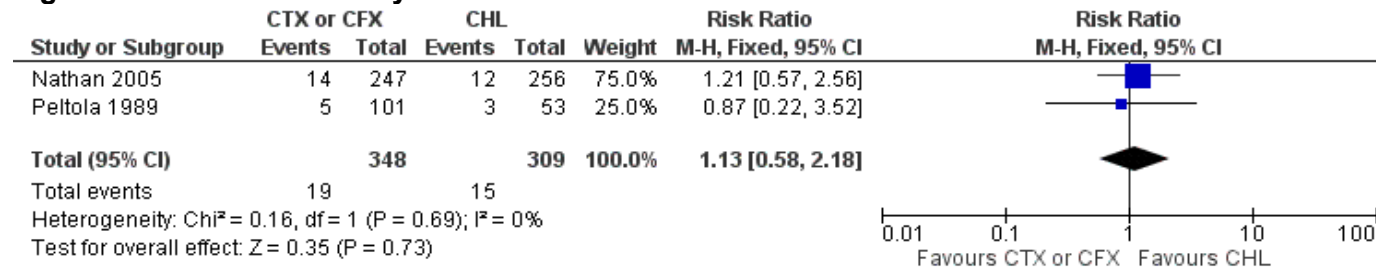 CTX or CFX CHL Risk Ratio Risk Ratio
Study or Subgroup Events Total Events Total Weight M-H, Fixed, 95% CI M-H, Fixed, 95% CI
Nathan 2005 14 247 12 256 75.0% 1.21 [0.57, 2.56]
Peltola 1989 5 101 3 53 25.0% 0.87 [0.22, 3.52]
Total (95% CI) 348 309 100.0% 1.13 [0.58, 2.18]
Total events 19 15
Heterogeneity: Chi² = 0.16, df = 1 (P = 0.69); I² = 0%
Test for overall effect: Z = 0.35 (P = 0.73)
0.01 0.1 1 10 100
Favours CTX or CFX Favours CHL